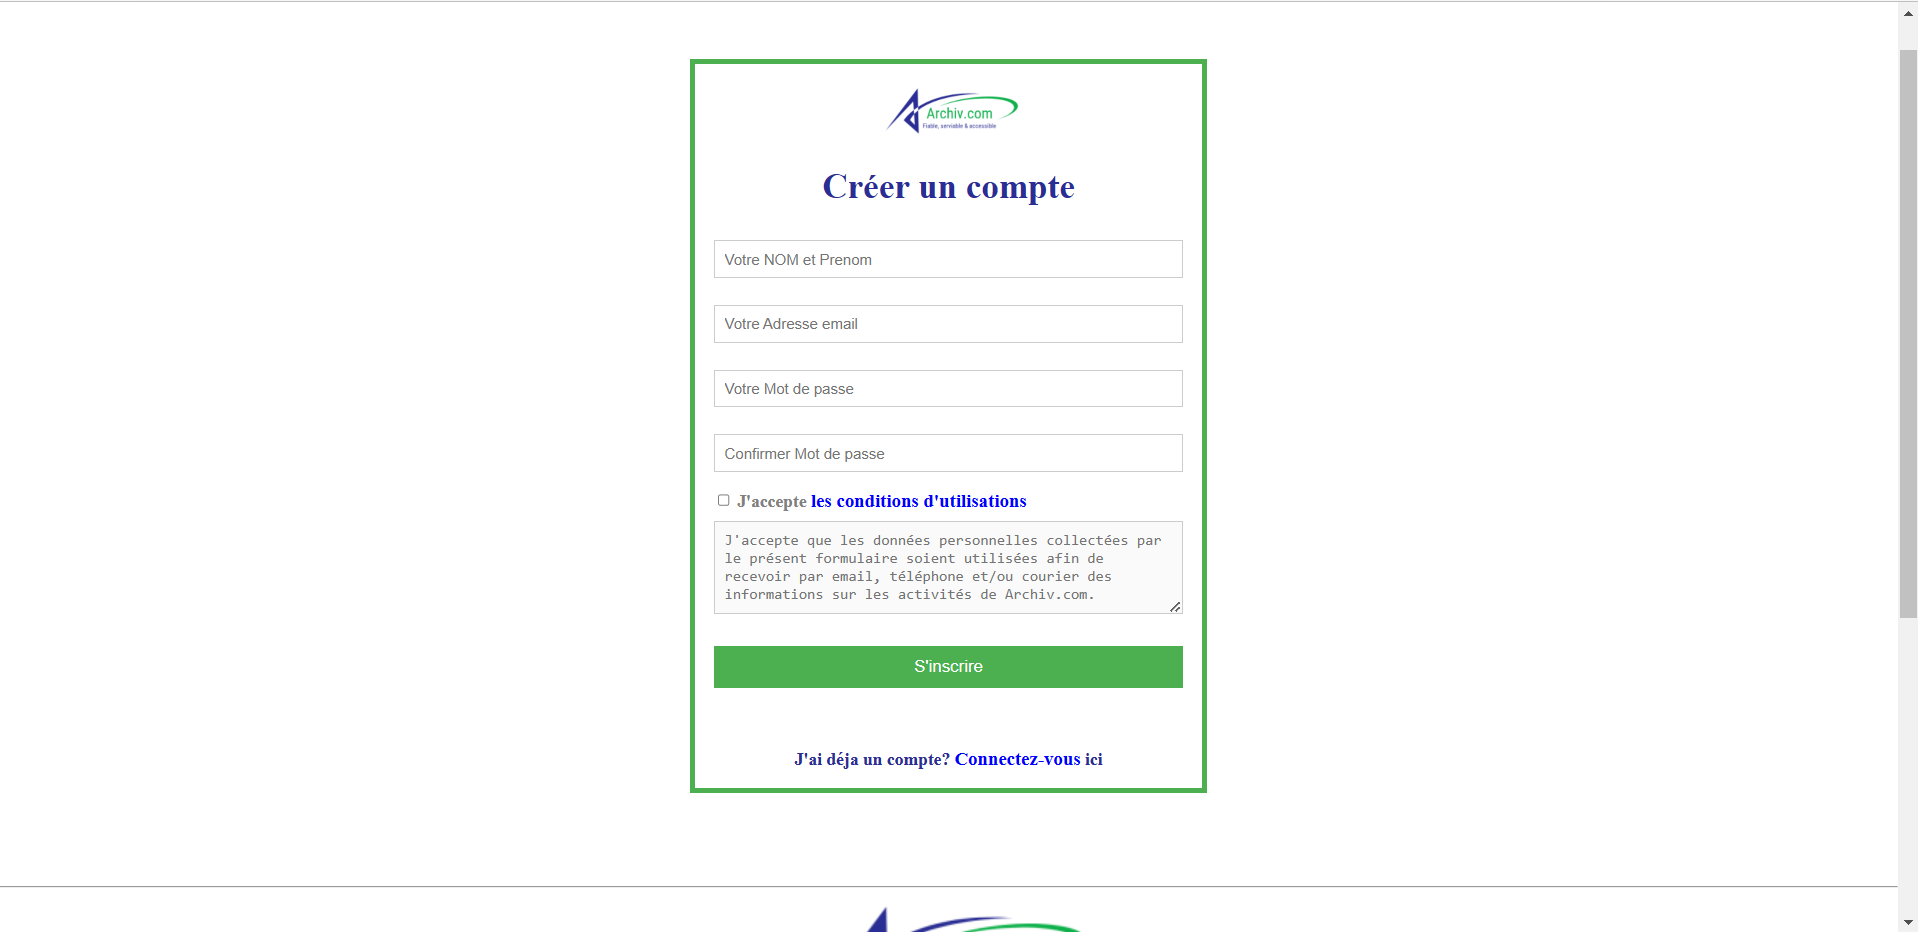 Archiv.com
Fiable, serviable & accessible
Créer un compte
Votre NOM et Prenom
Votre Adresse email
Votre Mot de passe
Confirmer Mot de passe
J'accepte les conditions d'utilisations
J'accepte que les données personnelles collectées par
le présent formulaire soient utilisées afin de
recevoir par email, téléphone et/ou courier des
informations sur les activités de Archiv.com.
S'inscrire
J'ai déja un compte? Connectez-vous ici